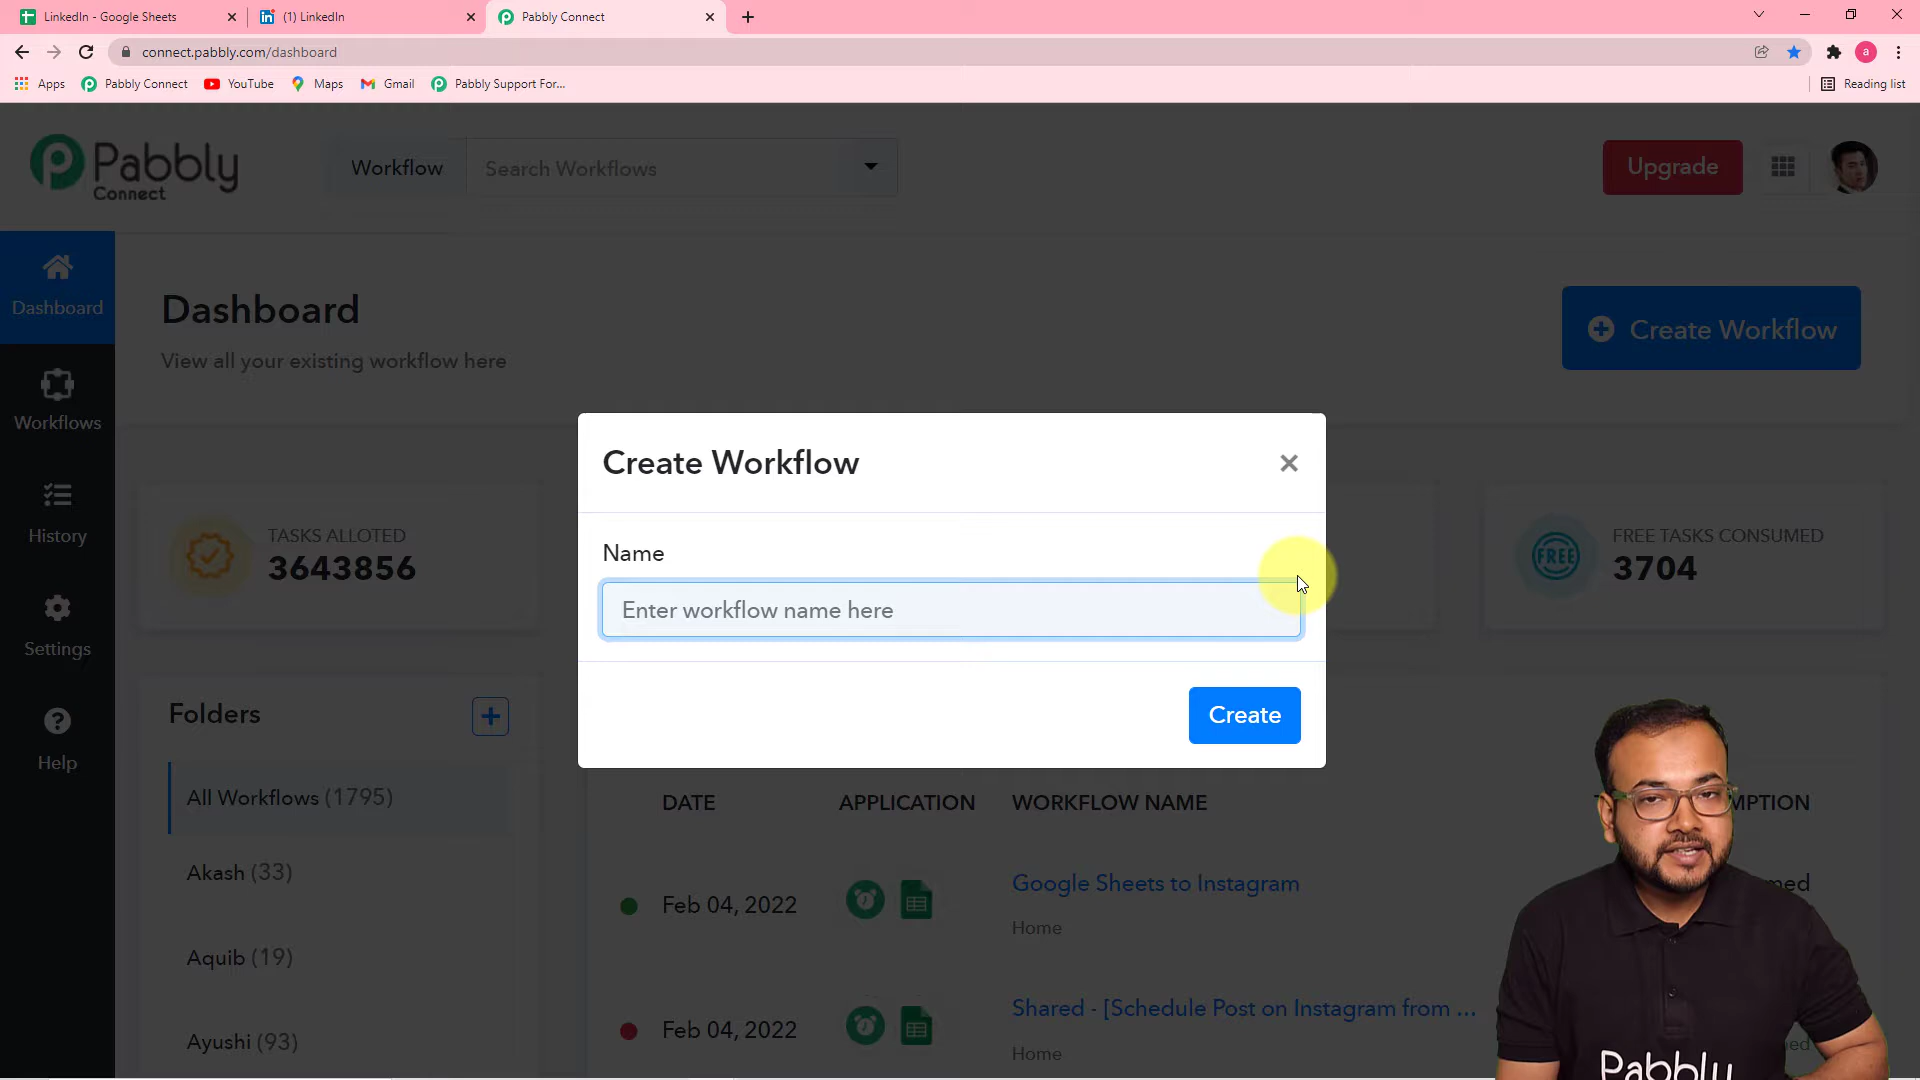 LinkedIn - Google Sheets
(1) LinkedIn
Pabbly Connect
connect.pabbly.com/dashboard
a
Apps
Pabbly Connect
YouTube
Maps
Gmail
Pabbly Support For...
Reading list
Pabbly
Connect
Workflow
Search Workflows
Upgrade
Dashboard
Workflows
History
Settings
Help
Dashboard
View all your existing workflow here
Create Workflow
TASKS ALLOTED
3643856
FREE
FREE TASKS CONSUMED
3704
Create Workflow
Name
Enter workflow name here
Create
Folders
All Workflows (1795)
Akash (33)
Aquib (19)
Ayushi (93)
DATE
APPLICATION
WORKFLOW NAME
Feb 04, 2022
Google Sheets to Instagram
Home
Feb 04, 2022
Shared - [Schedule Post on Instagram from ...
Home
Pabbly